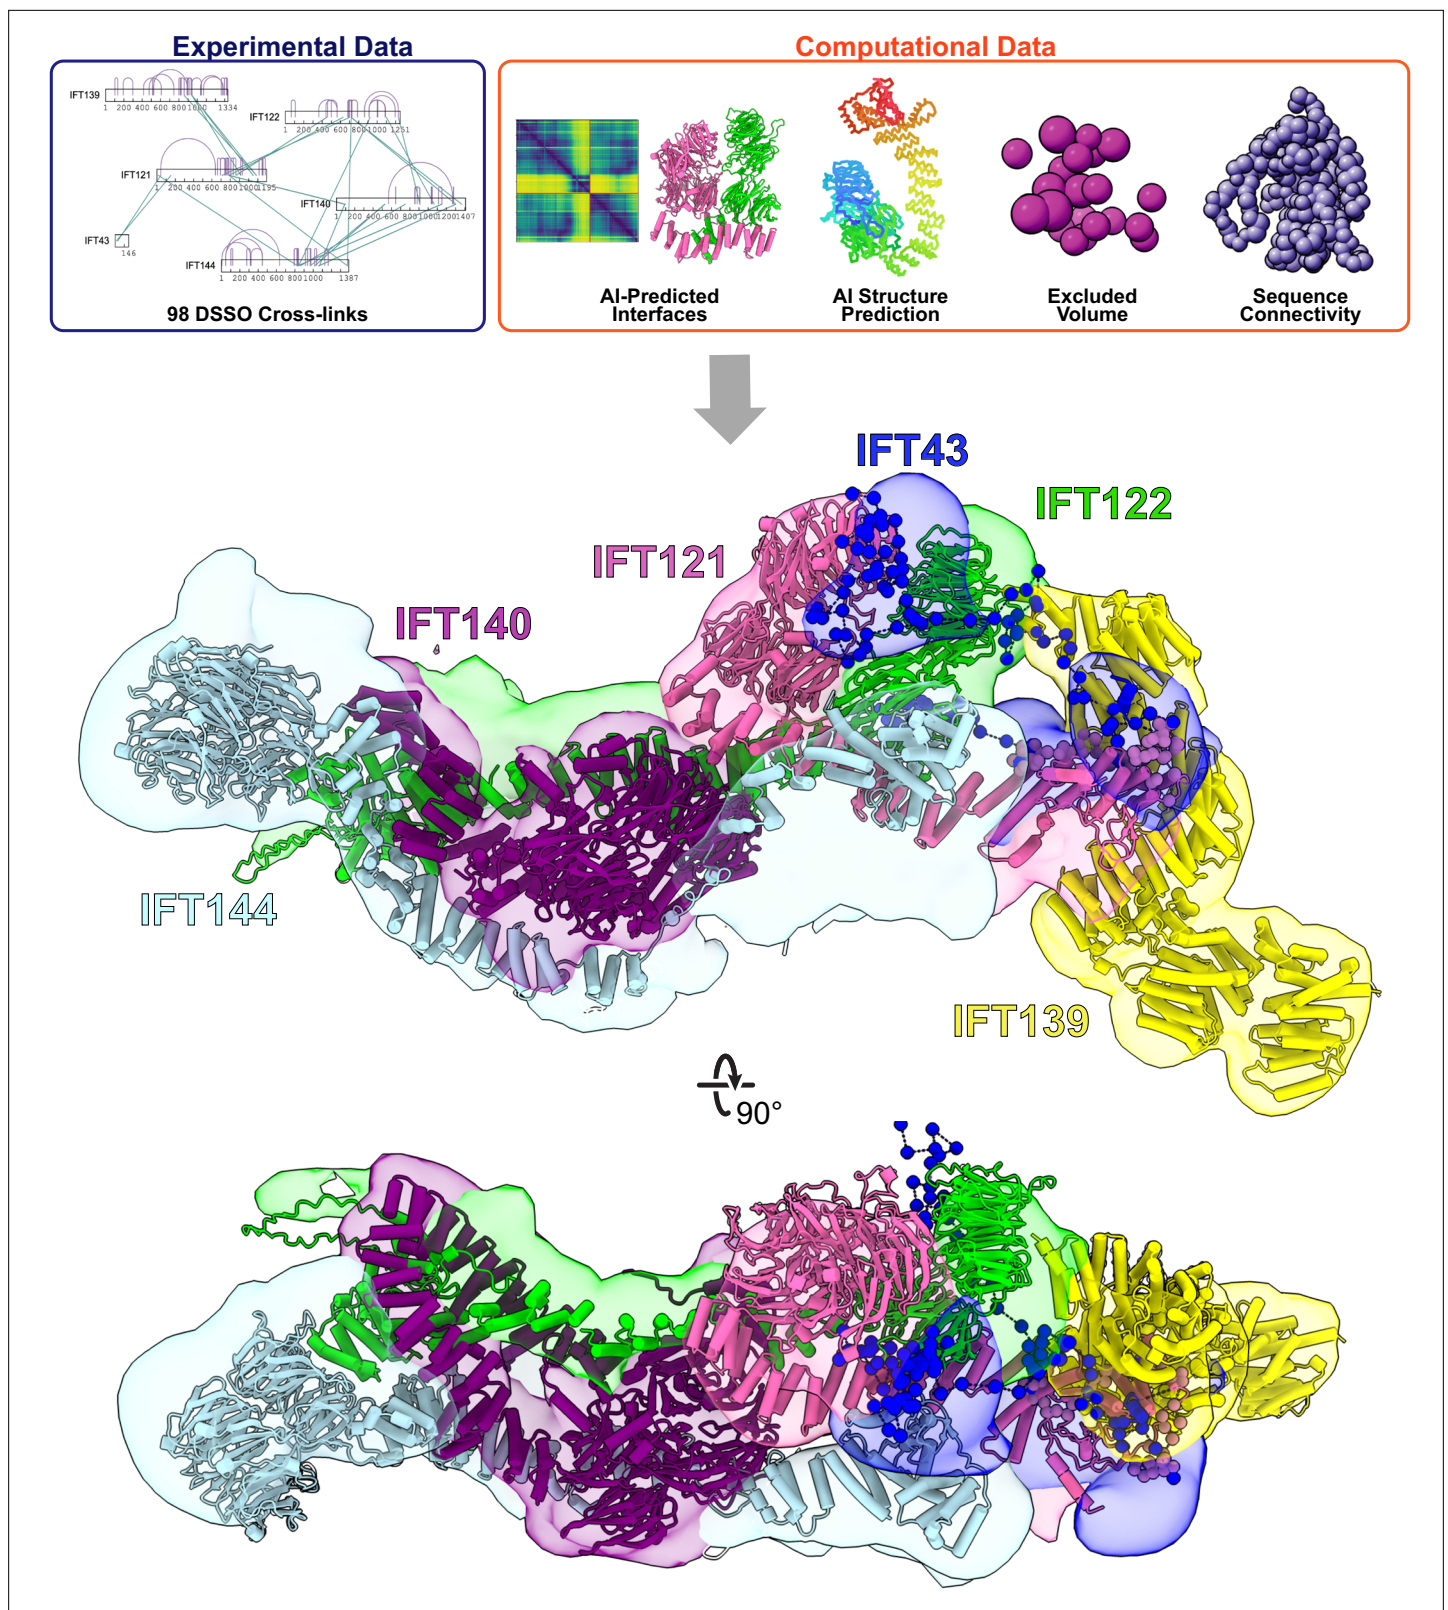 Experimental Data
Computational Data
IFT139
1 200 400 600 800 1000 1334
IFT122
1 200 400 600 800 1000 1251
IFT121
1 200 400 600 800 1000 1195
IFT140
1 200 400 600 800 1000 1200 1407
IFT43
146
IFT144
1 200 400 600 800 1000 1387
98 DSSO Cross-links
AI-Predicted
Interfaces
AI Structure
Prediction
Excluded
Volume
Sequence
Connectivity
IFT43
IFT122
IFT121
IFT140
IFT144
IFT139
90°